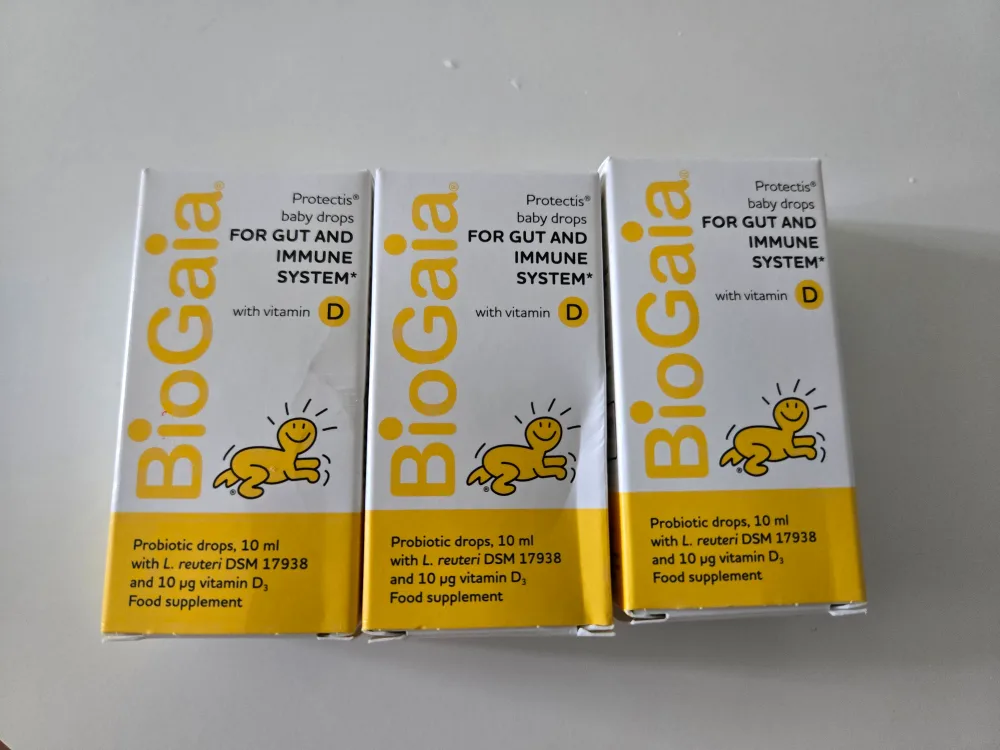 BioGaia®
Protectis®
baby drops
FOR GUT AND
IMMUNE
SYSTEM*
with vitamin D
®
Probiotic drops, 10 ml
with L. reuteri DSM 17938
and 10 µg vitamin D₃
Food supplement
BioGaia®
Protectis®
baby drops
FOR GUT AND
IMMUNE
SYSTEM*
with vitamin D
®
Probiotic drops, 10 ml
with L. reuteri DSM 17938
and 10 µg vitamin D₃
Food supplement
BioGaia®
Protectis®
baby drops
FOR GUT AND
IMMUNE
SYSTEM*
with vitamin D
®
Probiotic drops, 10 ml
with L. reuteri DSM 17938
and 10 µg vitamin D₃
Food supplement